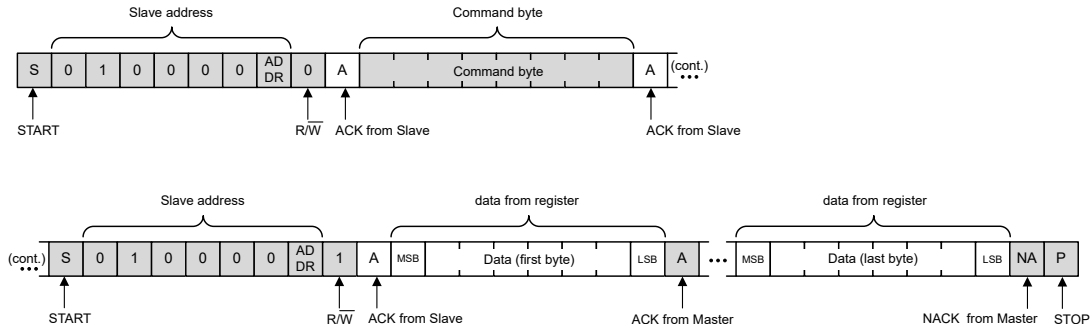 Slave address
Command byte
S 0 1 0 0 0 0 AD DR 0 A Command byte A (cont.) •••
START
R/W̅
ACK from Slave
ACK from Slave
Slave address
data from register
data from register
(cont.) ••• S 0 1 0 0 0 0 AD DR 1 A MSB Data (first byte) LSB A ••• MSB Data (last byte) LSB NA P
START
R/W̅
ACK from Slave
ACK from Master
NACK from Master
STOP